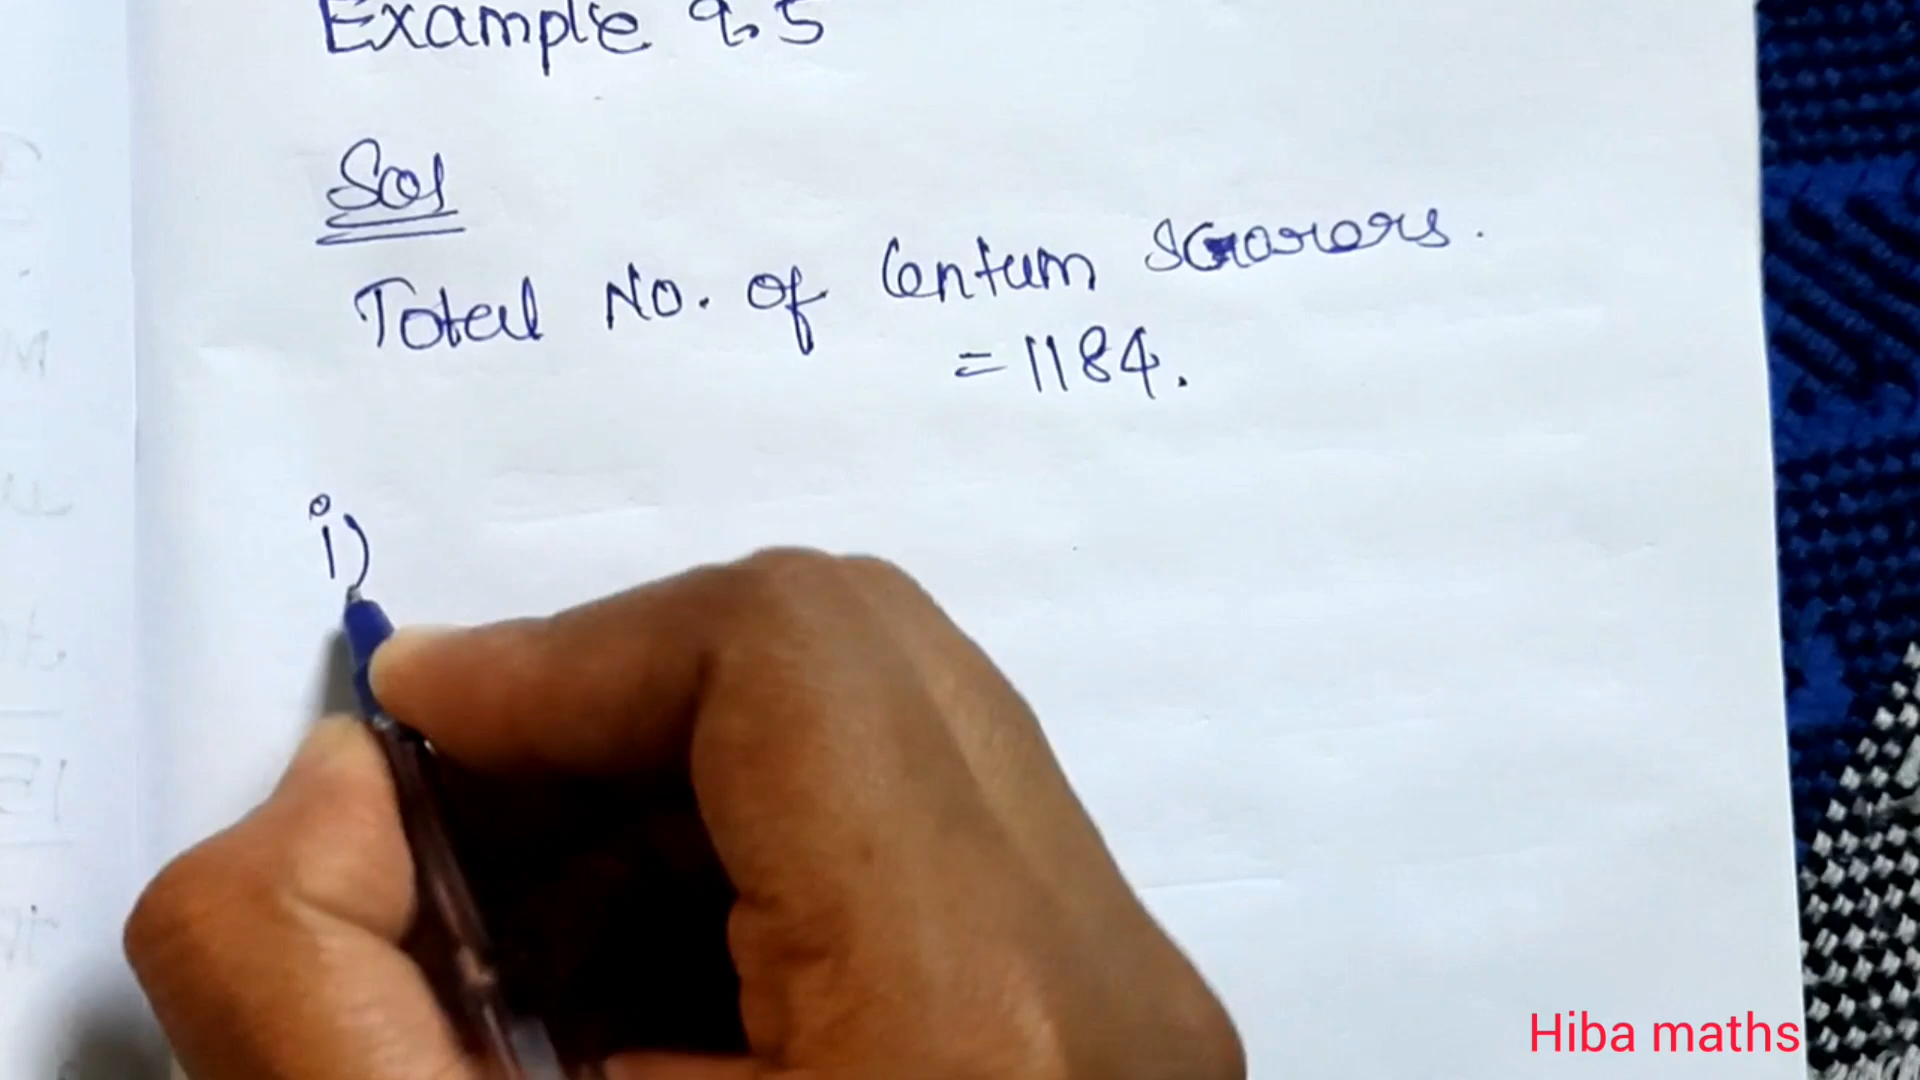 Example 9.5
Sol
Total No. of Centum Scorers.
= 1184.
i)
Hiba maths